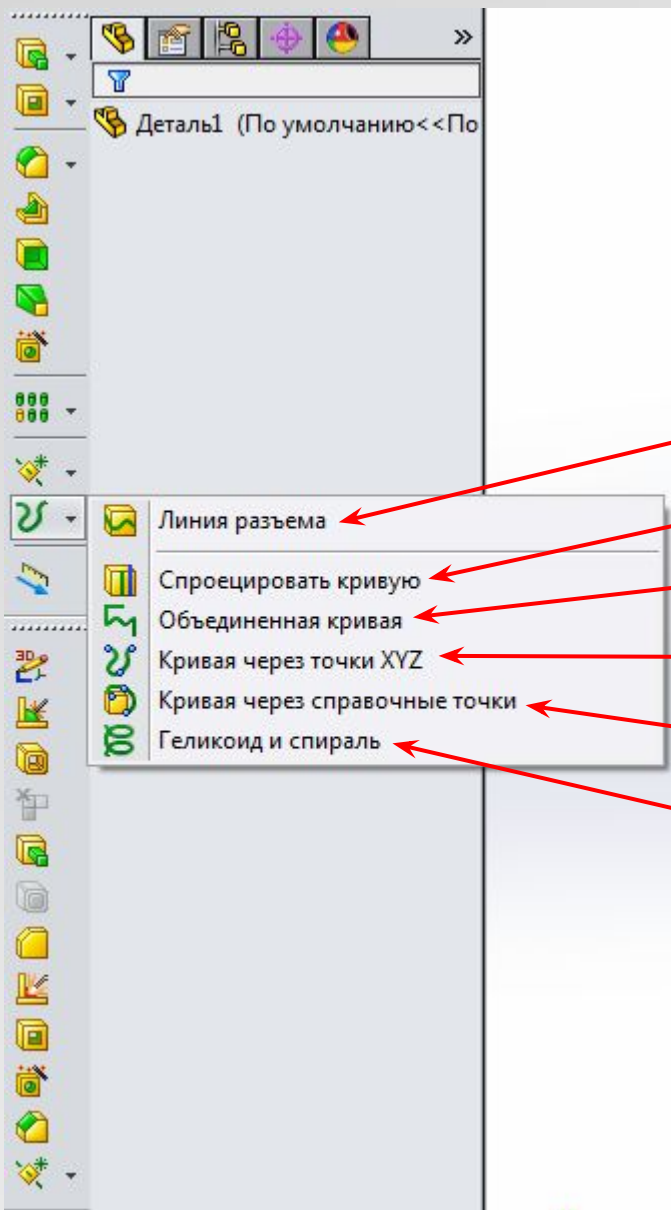 Деталь1 (По умолчанию<<По
Линия разъема
Спроецировать кривую
Объединенная кривая
Кривая через точки XYZ
Кривая через справочные точки
Геликоид и спираль